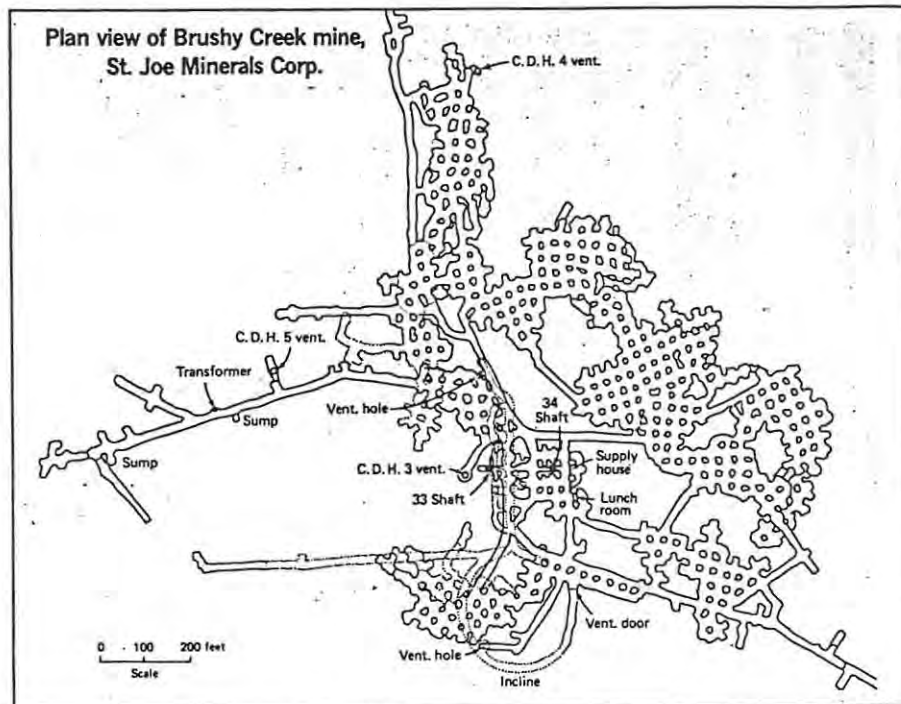 Plan view of Brushy Creek mine,
St. Joe Minerals Corp.
C.D.H. 4 vent.
C.D.H. 5 vent.
Transformer
Vent. hole
34
Shaft
Sump
Sump
Supply
house
C.D.H. 3 vent.
33 Shaft
Lunch
room
0 100 200 feet
Scale
Vent. hole
Vent. door
Incline